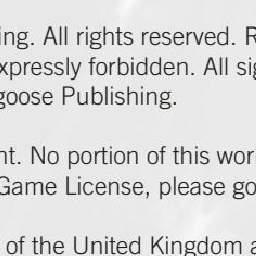 ing. All rights reserved. R
xpressly forbidden. All sig
goose Publishing.
nt. No portion of this wor
Game License, please go
of the United Kingdom a